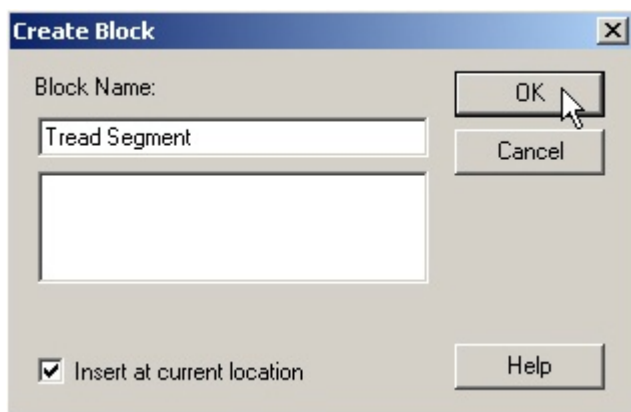 Create Block
Block Name:
OK
Tread Segment
Cancel
Insert at current location
Help